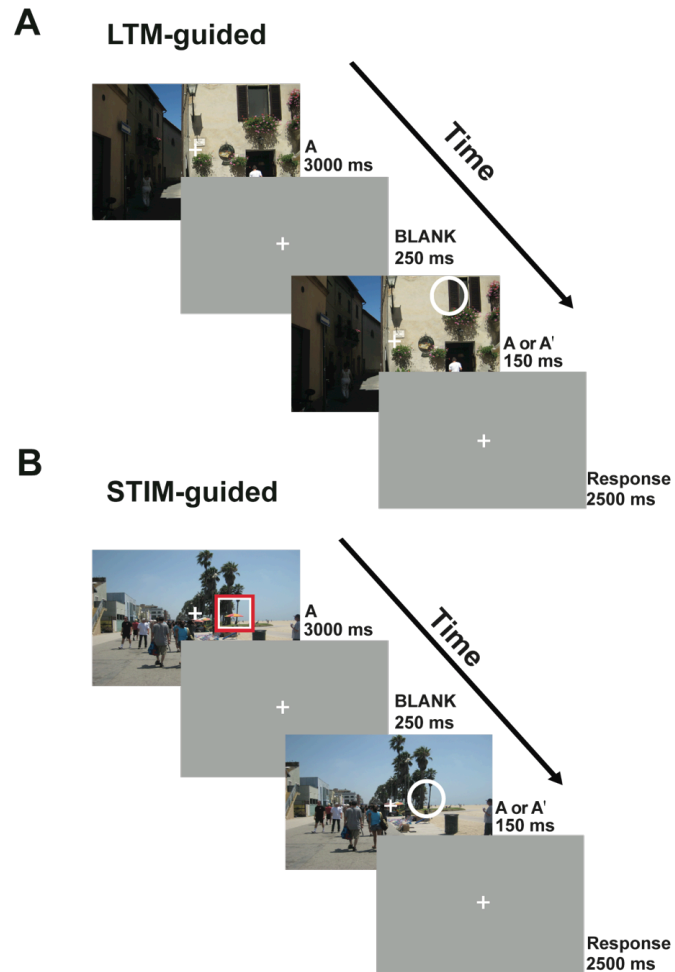 A
LTM-guided
Time
A
3000 ms
BLANK
250 ms
A or A'
150 ms
Response
2500 ms
B
STIM-guided
Time
A
3000 ms
BLANK
250 ms
A or A'
150 ms
Response
2500 ms